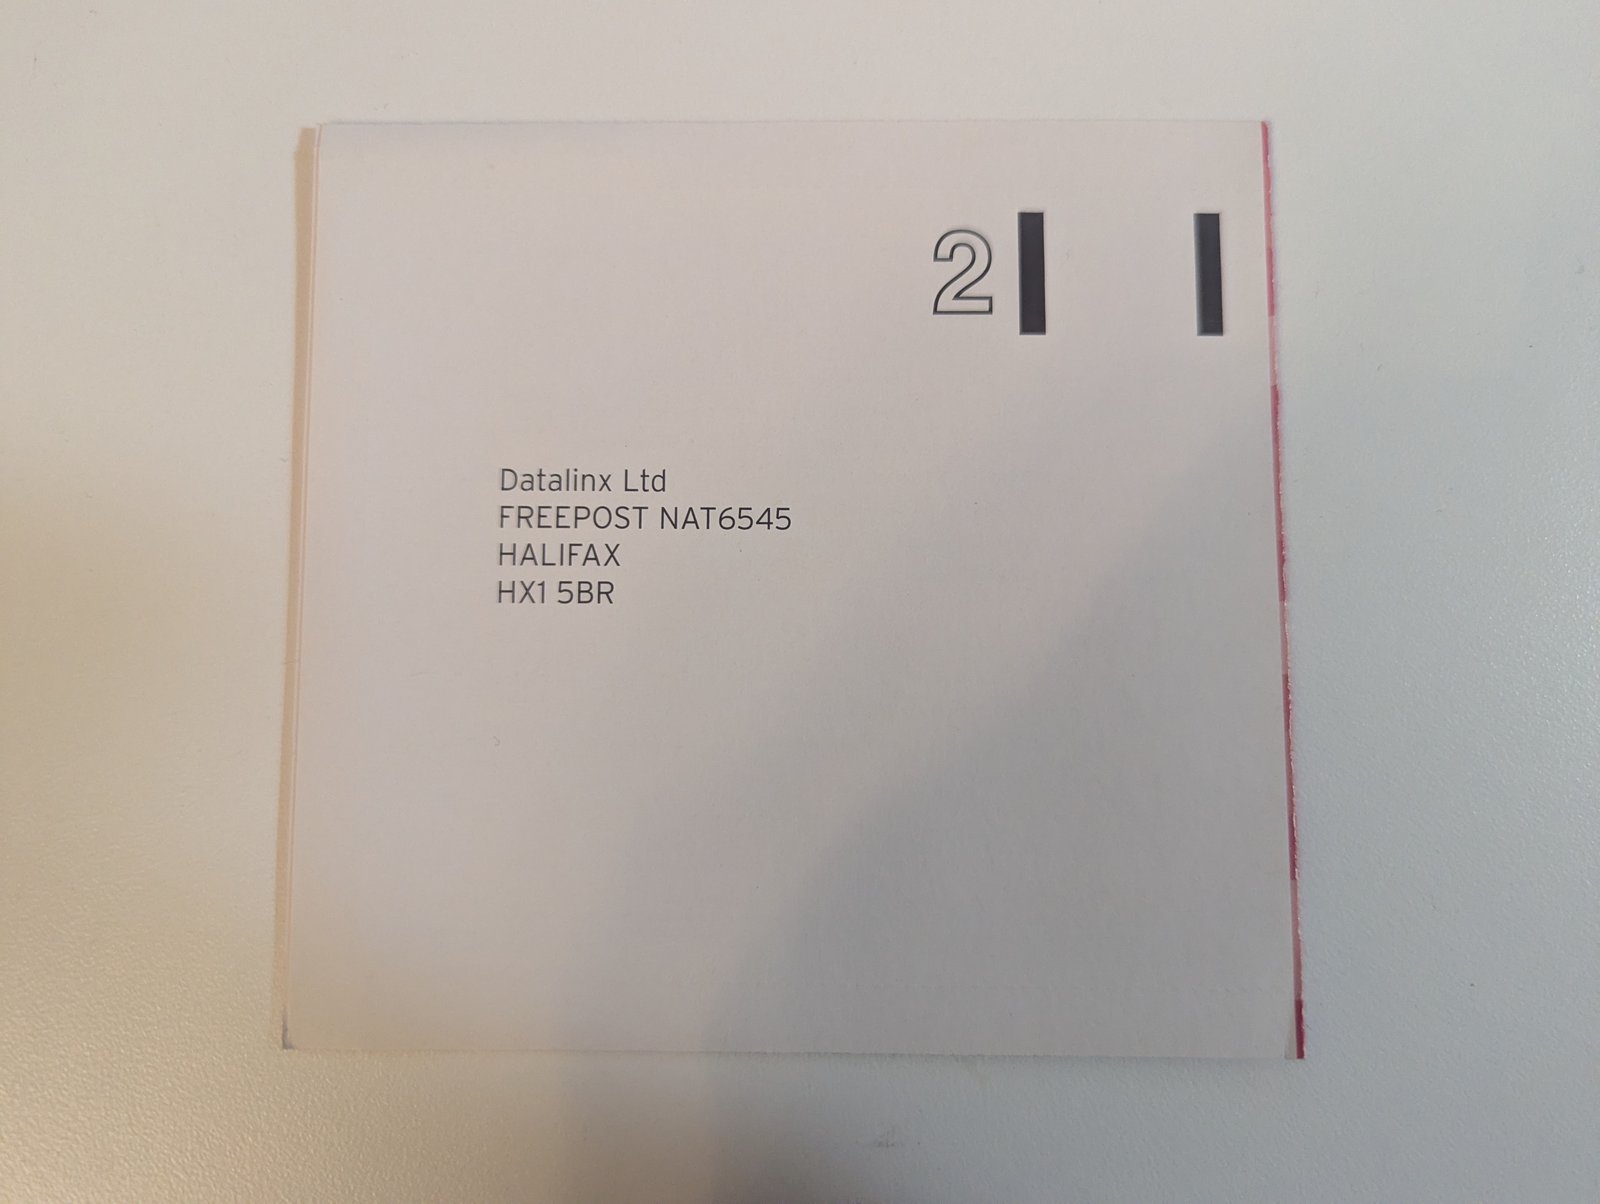 2
Datalinx Ltd
FREEPOST NAT6545
HALIFAX
HX1 5BR